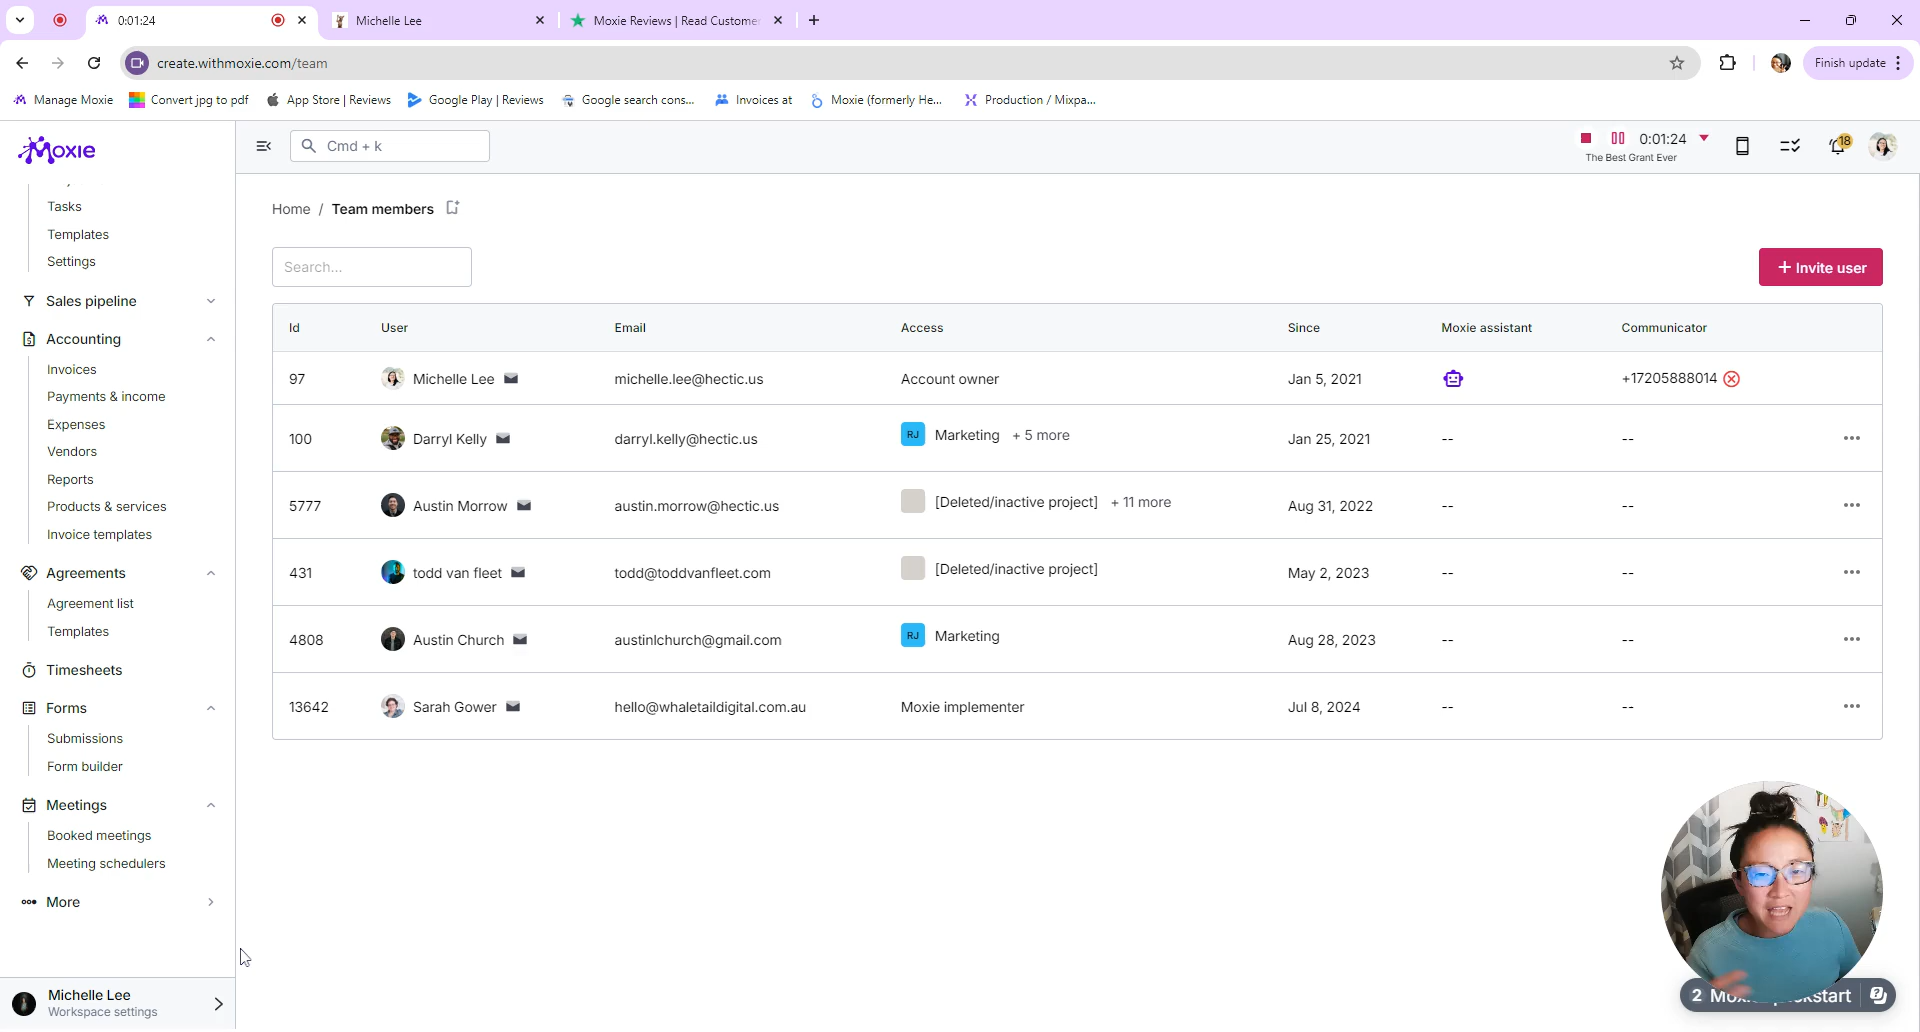 0:01:24
Michelle Lee
Moxie Reviews | Read Custome
create.withmoxie.com/team
Finish update
Manage Moxie
Convert jpg to pdf
App Store | Reviews
Google Play | Reviews
Google search cons...
Invoices at
Moxie (formerly He...
Production / Mixpa...
Moxie
Cmd + k
0:01:24
The Best Grant Ever
18
Tasks
Templates
Settings
Sales pipeline
Accounting
Invoices
Payments & income
Expenses
Vendors
Reports
Products & services
Invoice templates
Agreements
Agreement list
Templates
Timesheets
Forms
Submissions
Form builder
Meetings
Booked meetings
Meeting schedulers
More
Michelle Lee
Workspace settings
Home / Team members
Search...
+ Invite user
Id User Email Access Since Moxie assistant Communicator
97 Michelle Lee michelle.lee@hectic.us Account owner Jan 5, 2021 +17205888014
100 Darryl Kelly darryl.kelly@hectic.us RJ Marketing + 5 more Jan 25, 2021 -- --
5777 Austin Morrow austin.morrow@hectic.us [Deleted/inactive project] + 11 more Aug 31, 2022 -- --
431 todd van fleet todd@toddvanfleet.com [Deleted/inactive project] May 2, 2023 -- --
4808 Austin Church austinlchurch@gmail.com RJ Marketing Aug 28, 2023 -- --
13642 Sarah Gower hello@whaletaildigital.com.au Moxie implementer Jul 8, 2024 -- --
2